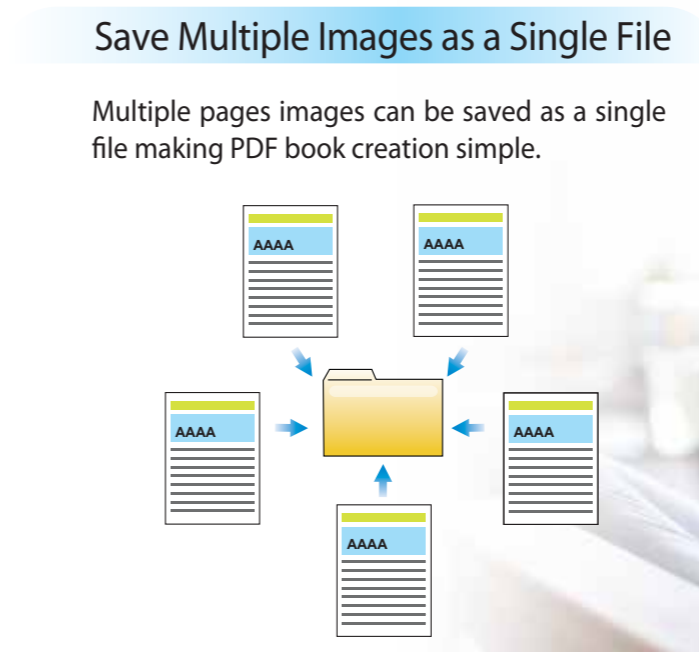 Save Multiple Images as a Single File
Multiple pages images can be saved as a single
file making PDF book creation simple.
AAAA
AAAA
AAAA
AAAA
AAAA